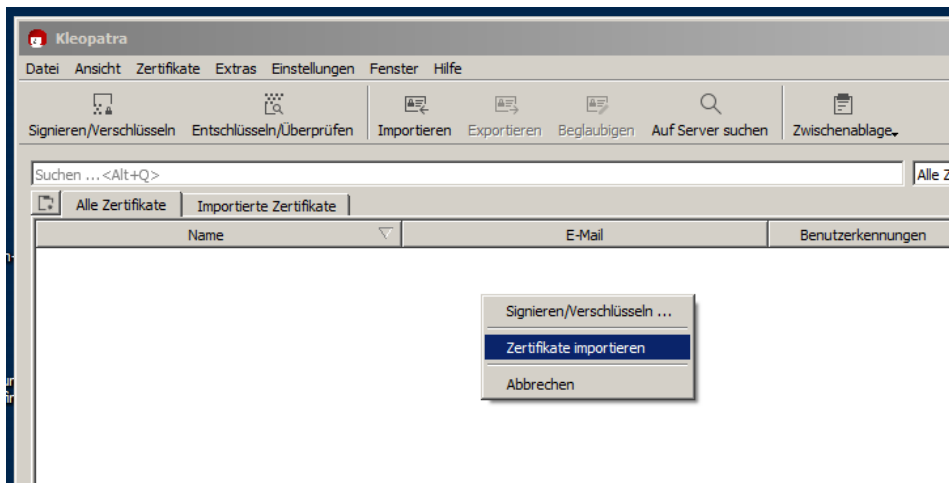 Kleopatra
Datei Ansicht Zertifikate Extras Einstellungen Fenster Hilfe
Signieren/Verschlüsseln Entschlüsseln/Überprüfen Importieren Exportieren Beglaubigen Auf Server suchen Zwischenablage
Suchen ...<Alt+Q> Alle Z
Alle Zertifikate Importierte Zertifikate
Name E-Mail Benutzerkennungen
Signieren/Verschlüsseln ...
Zertifikate importieren
Abbrechen